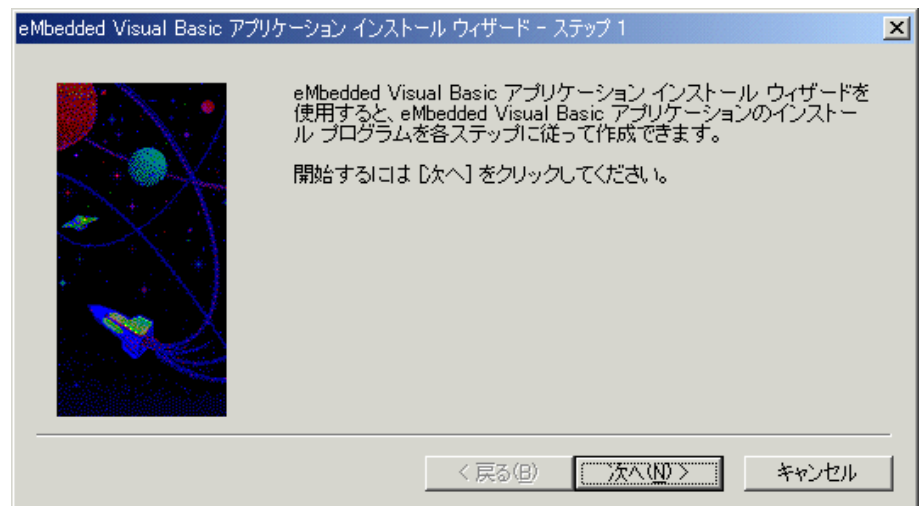 eMbedded Visual Basic アプリケーション インストール ウィザード - ステップ 1
eMbedded Visual Basic アプリケーション インストール ウィザードを
使用すると、eMbedded Visual Basic アプリケーションのインストー
ル プログラムを各ステップに従って作成できます。
開始するには [次へ] をクリックしてください。
< 戻る(B)
次へ(N) >
キャンセル